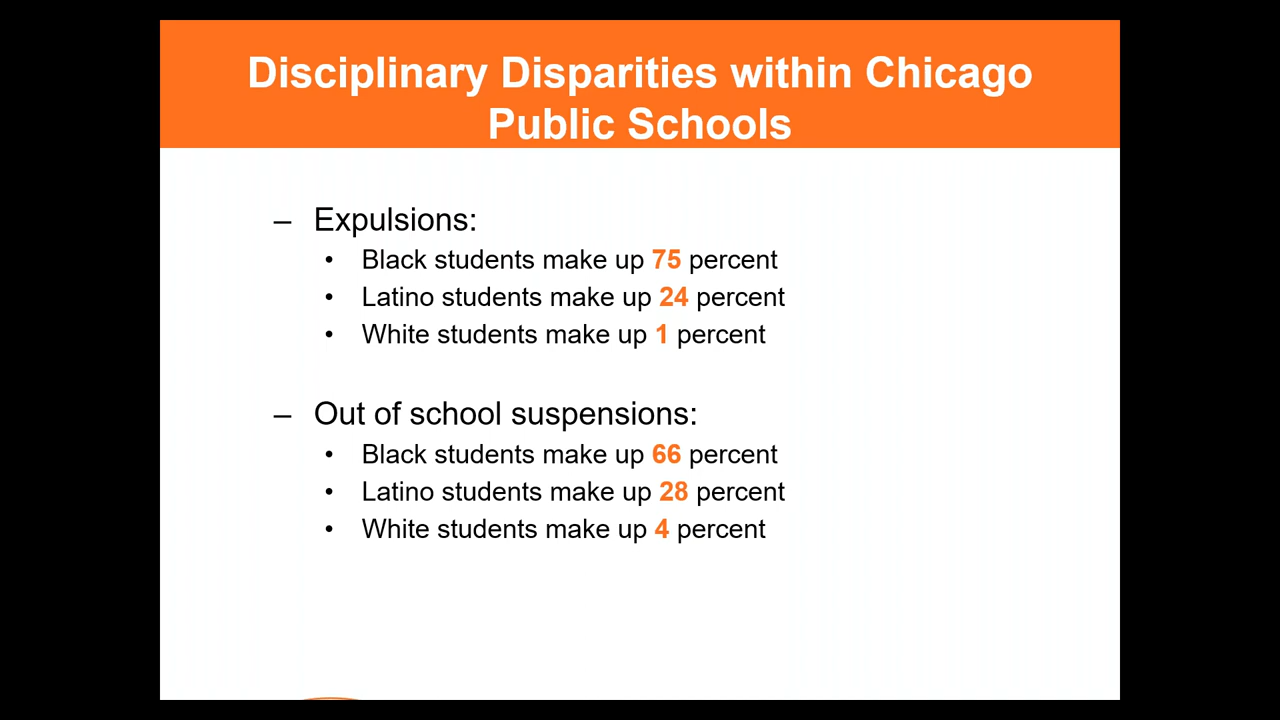 Disciplinary Disparities within Chicago
Public Schools
– Expulsions:
• Black students make up 75 percent
• Latino students make up 24 percent
• White students make up 1 percent
– Out of school suspensions:
• Black students make up 66 percent
• Latino students make up 28 percent
• White students make up 4 percent